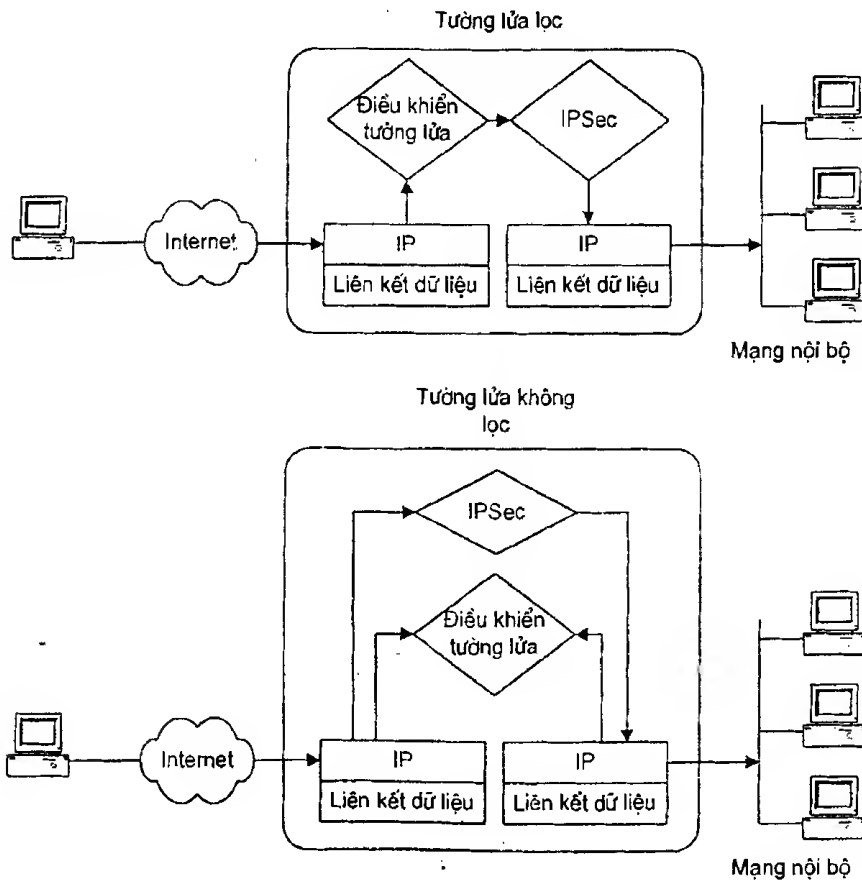 Tường lửa lọc
Điều khiển
tưởng lửa
IPSec
Internet
IP
IP
Liên kết dữ liệu
Liên kết dữ liệu
Mạng nội bộ
Tường lửa không
lọc
IPSec
Điều khiển
tường lửa
Internet
IP
IP
Liên kết dữ liệu
Liên kết dữ liệu
Mạng nội bộ